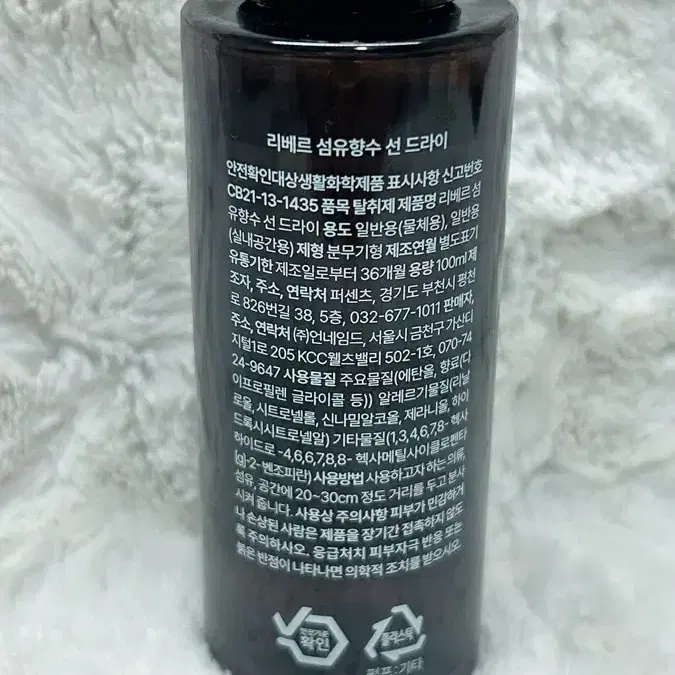 리베르 섬유향수 선 드라이
안전확인대상생활화학제품 표시사항 신고번호
CB21-13-1435 품목 탈취제 제품명 리베르 섬
유향수 선 드라이 용도 일반용(물체용), 일반용
(실내공간용) 제형 분무기형 제조연월 별도표기
유통기한 제조일로부터 36개월 용량 100ml 제
조자, 주소, 연락처 퍼센츠, 경기도 부천시 평천
로 826번길 38, 5층, 032-677-1011 판매자,
주소, 연락처 ㈜언네임드, 서울시 금천구 가산디
지털1로 205 KCC웰츠밸리 502-1호, 070-74
24-9647 사용물질 주요물질(에탄올, 향료(다
이프로필렌 글라이콜 등)) 알레르기물질(리날
로올, 시트로넬롤, 신나밀알코올, 제라니올, 하이
드록시시트로넬알) 기타물질(1,3,4,6,7,8- 헥사
하이드로 -4,6,6,7,8,8- 헥사메틸사이클로펜타
[g]-2-벤조피란) 사용방법 사용하고자 하는 의류,
섬유, 공간에 20~30cm 정도 거리를 두고 분사
시켜 줍니다. 사용상 주의사항 피부가 민감하거
나 손상된 사람은 제품을 장기간 접촉하지 않도
록 주의하시오. 응급처치 피부자극 반응 또는
붉은 반점이 나타나면 의학적 조치를 받으시오.
안전기준
확인
플라스틱
펌프:기타